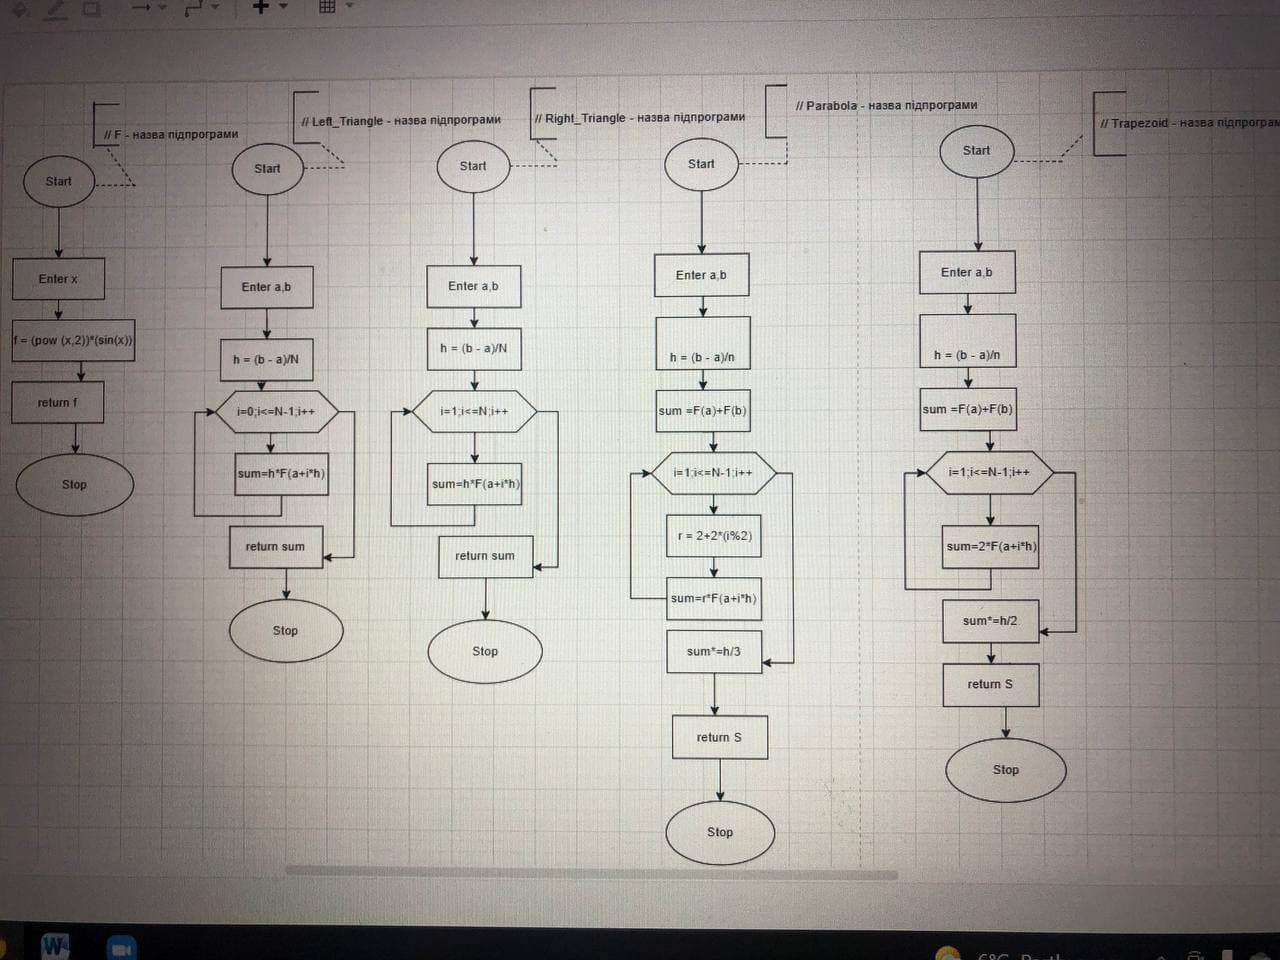 // F - назва підпрограми
Start
Enter x
f = (pow (x,2))*(sin(x))
return f
Stop
// Left_Triangle - назва підпрограми
Start
Enter a,b
h = (b - a)/N
i=0;i<=N-1;i++
sum=h*F(a+i*h)
return sum
Stop
// Right_Triangle - назва підпрограми
Start
Enter a,b
h = (b - a)/N
i=1;i<=N;i++
sum=h*F(a+i*h)
return sum
Stop
// Parabola - назва підпрограми
Start
Enter a,b
h = (b - a)/n
sum =F(a)+F(b)
i=1;i<=N-1;i++
r = 2+2*(i%2)
sum=r*F(a+i*h)
sum*=h/3
return S
Stop
// Trapezoid - назва підпрограм
Start
Enter a,b
h = (b - a)/n
sum =F(a)+F(b)
i=1;i<=N-1;i++
sum=2*F(a+i*h)
sum*=h/2
return S
Stop
W